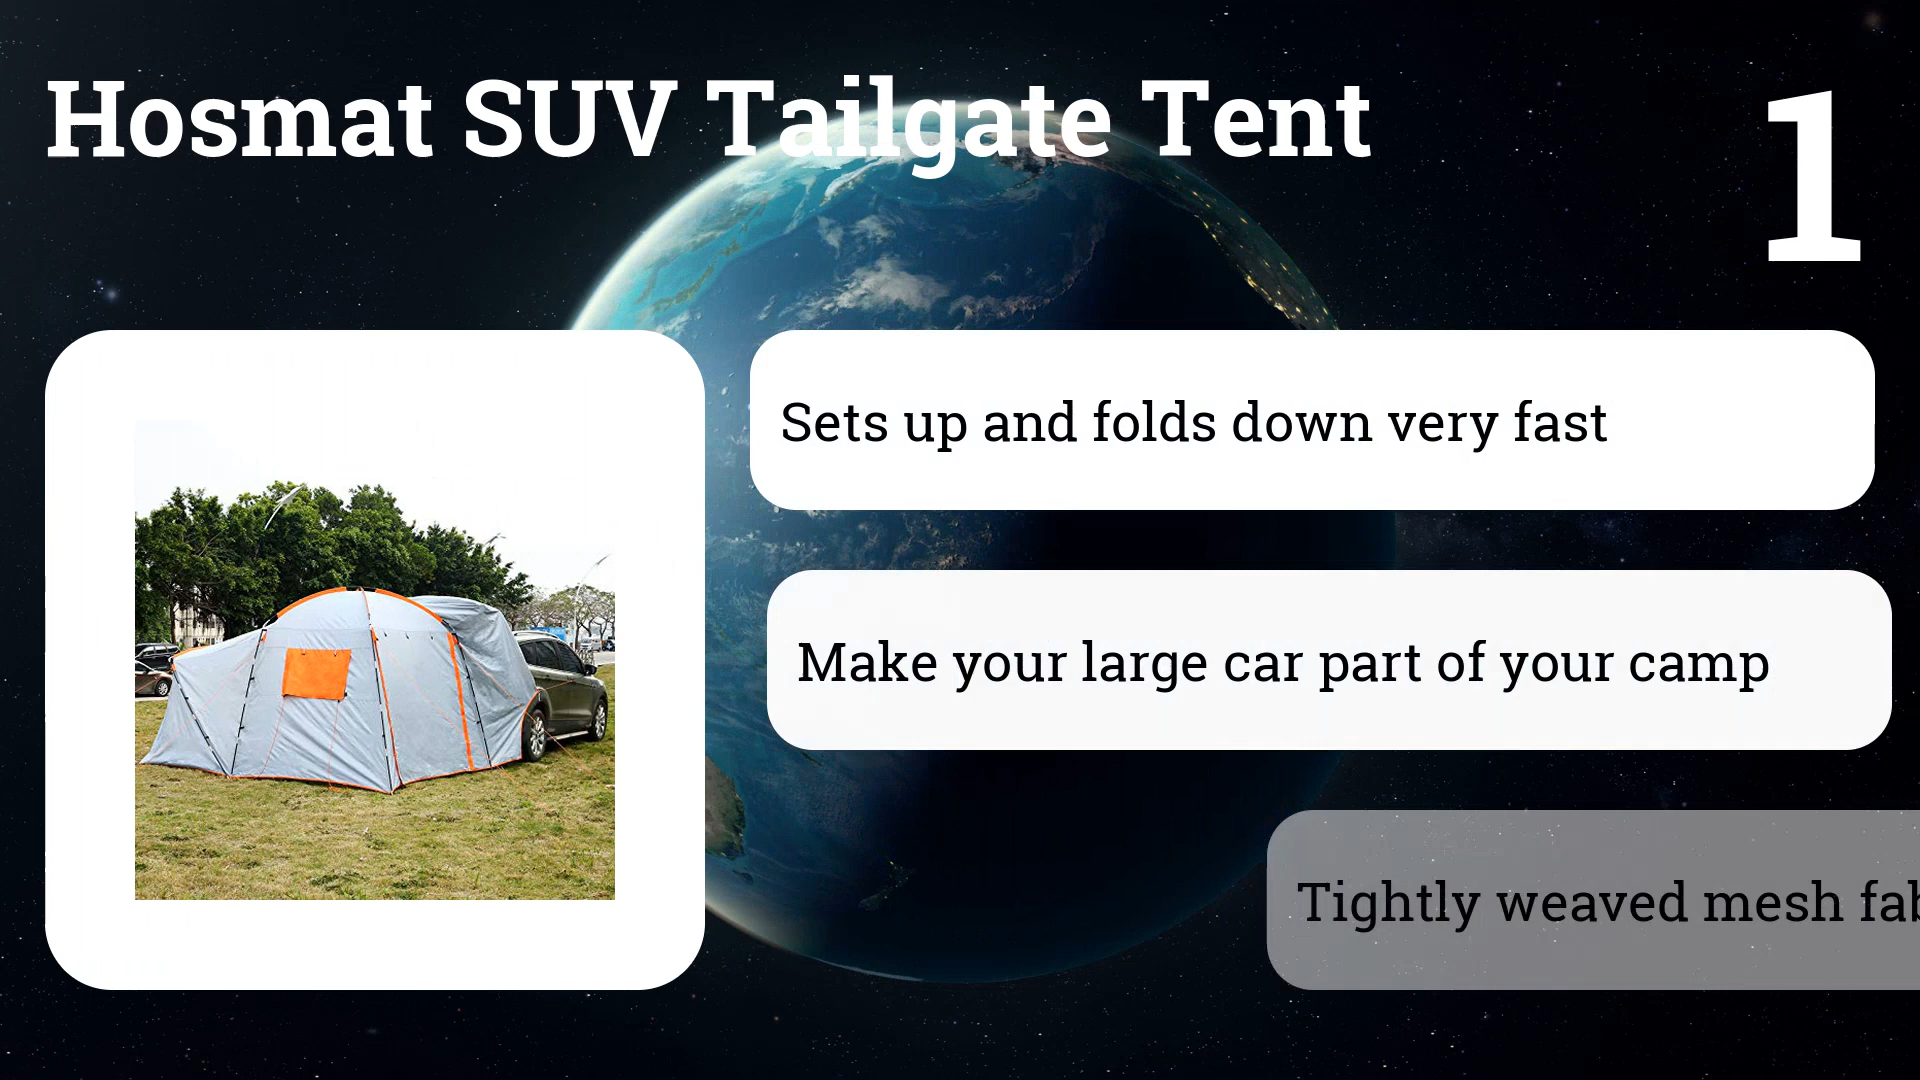 Hosmat SUV Tailgate Tent
1
Sets up and folds down very fast
Make your large car part of your camp
Tightly weaved mesh fab